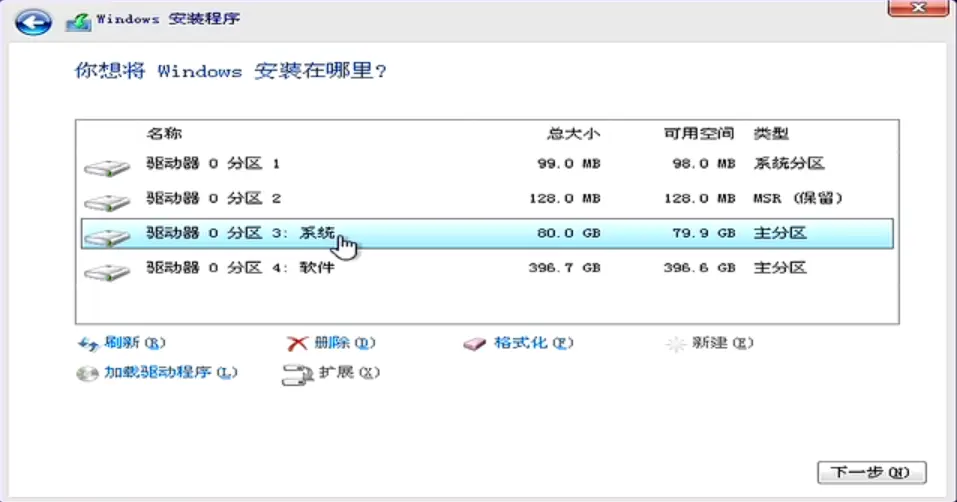 Windows 安装程序
你想将 Windows 安装在哪里?
名称 总大小 可用空间 类型
驱动器 0 分区 1 99.0 MB 98.0 MB 系统分区
驱动器 0 分区 2 128.0 MB 128.0 MB MSR (保留)
驱动器 0 分区 3: 系统 80.0 GB 79.9 GB 主分区
驱动器 0 分区 4: 软件 396.7 GB 396.6 GB 主分区
刷新(R) 删除(D) 格式化(F) 新建(E)
加载驱动程序(L) 扩展(X)
下一步(N)